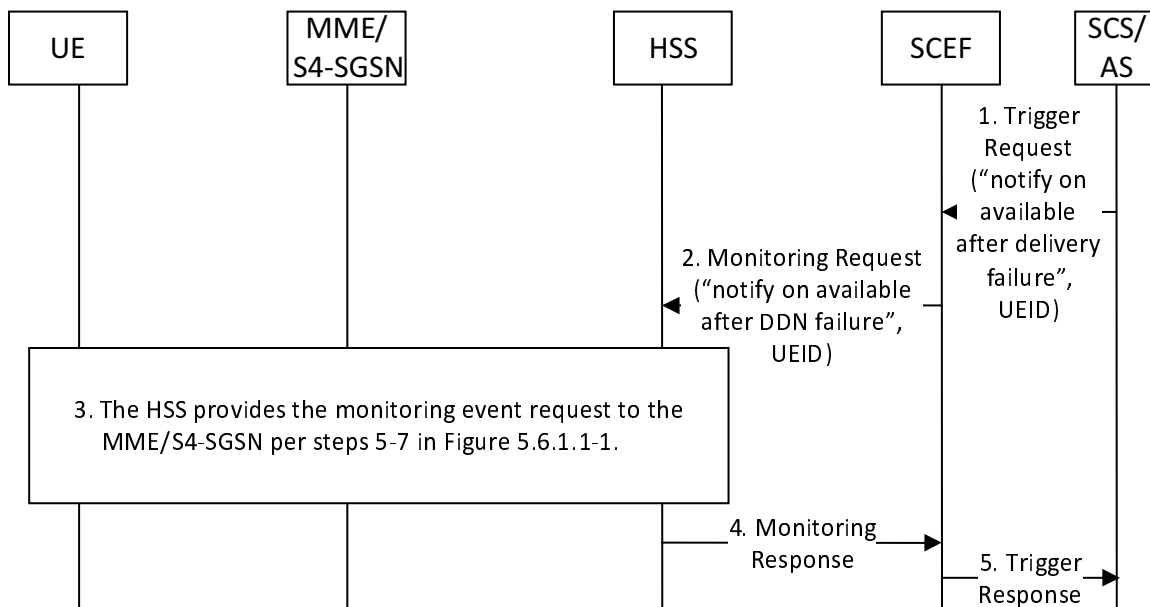 UE
MME/
S4-SGSN
HSS
SCEF
SCS/
AS
1. Trigger
Request
(“notify on
available
after delivery
failure”,
UEID)
2. Monitoring Request
(“notify on available
after DDN failure”,
UEID)
3. The HSS provides the monitoring event request to the
MME/S4-SGSN per steps 5-7 in Figure 5.6.1.1-1.
4. Monitoring
Response
5. Trigger
Response